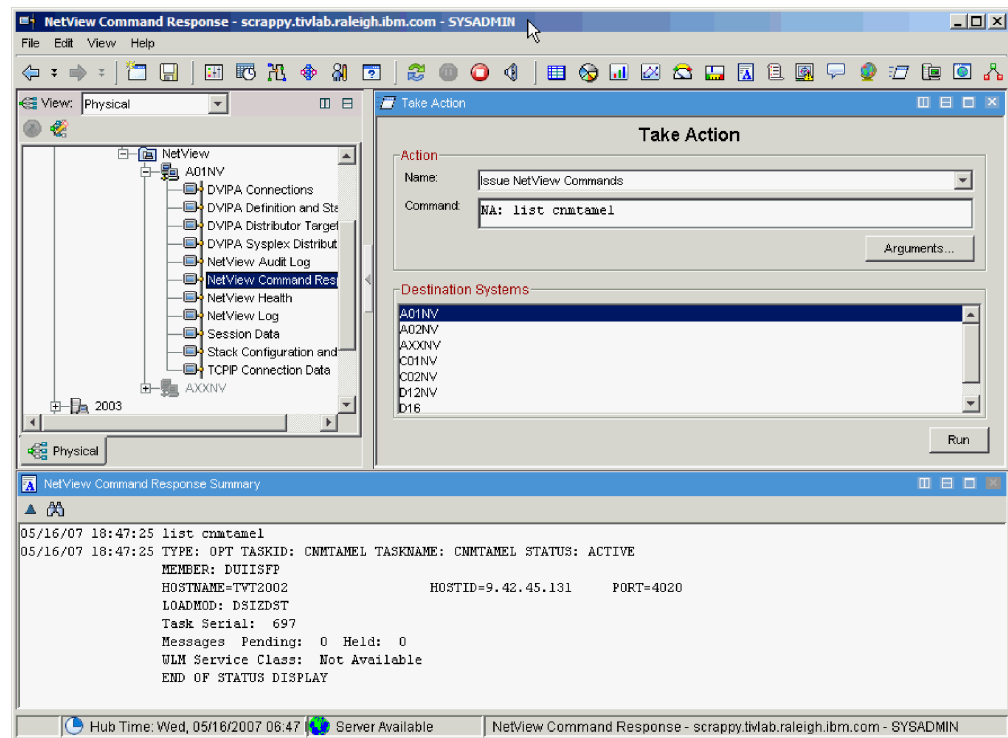 NetView Command Response - scrappy.tivlab.raleigh.ibm.com - SYSADMIN
File Edit View Help
View: Physical
NetView
A01NV
DVIPA Connections
DVIPA Definition and Sta
DVIPA Distributor Target
DVIPA Sysplex Distribut
NetView Audit Log
NetView Command Res
NetView Health
NetView Log
Session Data
Stack Configuration and
TCPIP Connection Data
AXXNV
2003
Physical
Take Action
Take Action
Action
Name: Issue NetView Commands
Command: NA: list cnmtamel
Arguments...
Destination Systems
A01NV
A02NV
AXXNV
C01NV
C02NV
D12NV
D16
Run
NetView Command Response Summary
05/16/07 18:47:25 list cnmtamel
05/16/07 18:47:25 TYPE: OPT TASKID: CNMTAMEL TASKNAME: CNMTAMEL STATUS: ACTIVE
MEMBER: DUIISFP
HOSTNAME=TVT2002 HOSTID=9.42.45.131 PORT=4020
LOADMOD: DSIZDST
Task Serial: 697
Messages Pending: 0 Held: 0
WLM Service Class: Not Available
END OF STATUS DISPLAY
Hub Time: Wed, 05/16/2007 06:47 Server Available NetView Command Response - scrappy.tivlab.raleigh.ibm.com - SYSADMIN